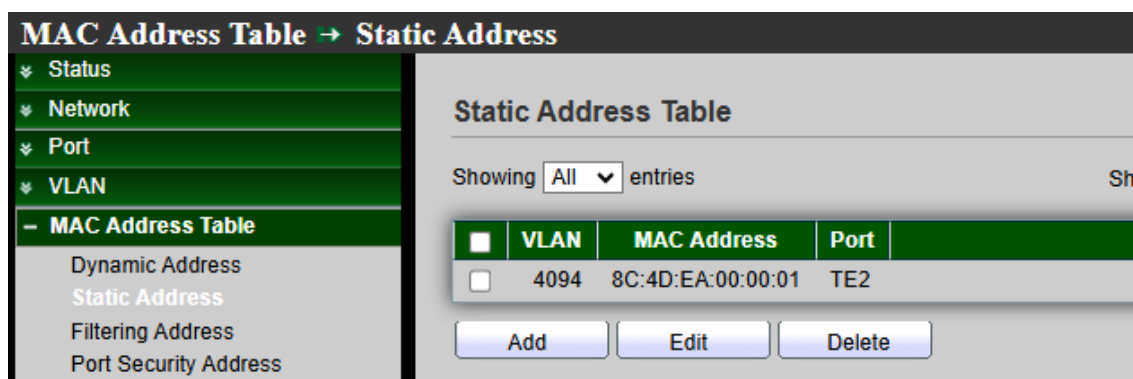 MAC Address Table → Static Address
Status
Network
Port
VLAN
MAC Address Table
Dynamic Address
Static Address
Filtering Address
Port Security Address
Static Address Table
Showing All entries
Sh
VLAN MAC Address Port
4094 8C:4D:EA:00:00:01 TE2
Add Edit Delete